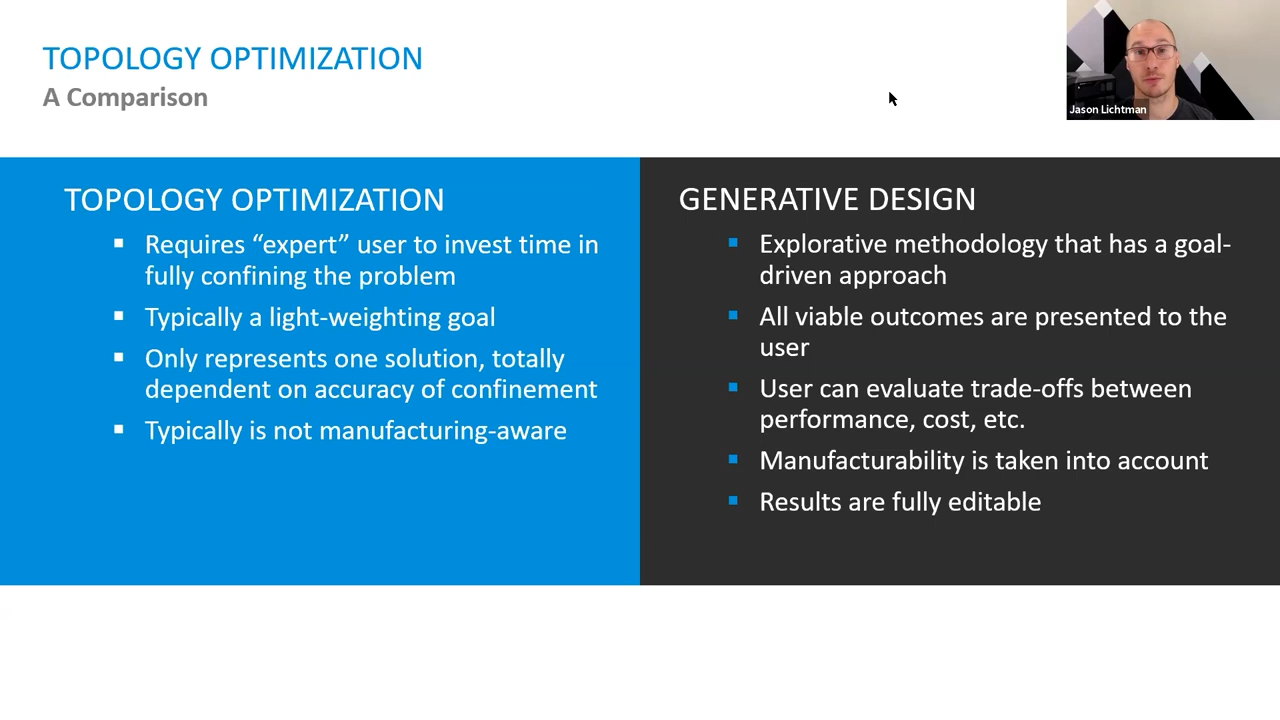 TOPOLOGY OPTIMIZATION
A Comparison
Jason Lichtman
TOPOLOGY OPTIMIZATION
▪ Requires “expert” user to invest time in
fully confining the problem
▪ Typically a light-weighting goal
▪ Only represents one solution, totally
dependent on accuracy of confinement
▪ Typically is not manufacturing-aware
GENERATIVE DESIGN
▪ Explorative methodology that has a goal-
driven approach
▪ All viable outcomes are presented to the
user
▪ User can evaluate trade-offs between
performance, cost, etc.
▪ Manufacturability is taken into account
▪ Results are fully editable